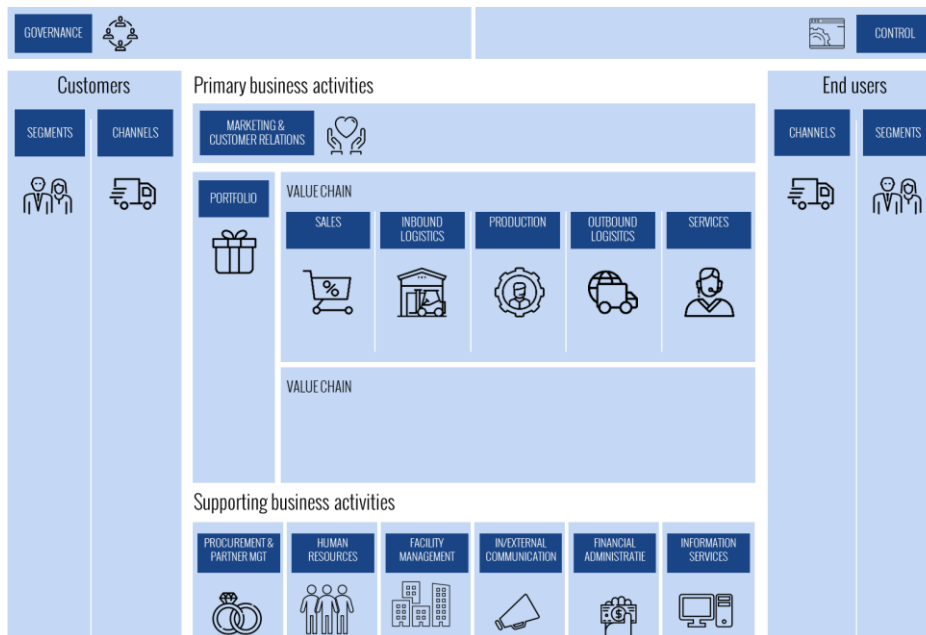 GOVERNANCE
CONTROL
Customers
SEGMENTS
CHANNELS
Primary business activities
MARKETING &
CUSTOMER RELATIONS
PORTFOLIO
VALUE CHAIN
SALES
INBOUND
LOGISTICS
PRODUCTION
OUTBOUND
LOGISITCS
SERVICES
%
VALUE CHAIN
Supporting business activities
PROCUREMENT &
PARTNER MGT
HUMAN
RESOURCES
FACILITY
MANAGEMENT
IN/EXTERNAL
COMMUNICATION
FINANCIAL
ADMINISTRATIE
INFORMATION
SERVICES
$
End users
CHANNELS
SEGMENTS